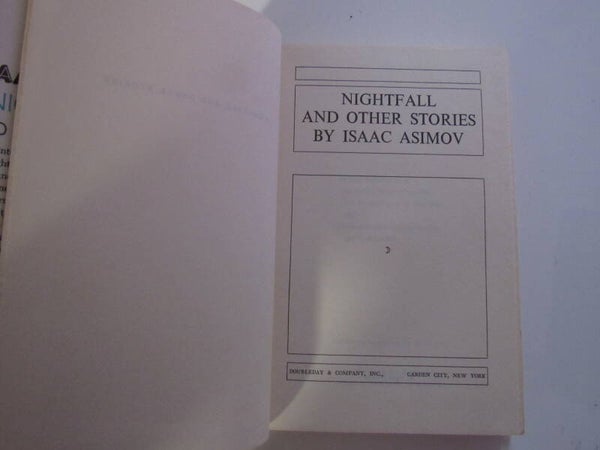 NIGHTFALL
AND OTHER STORIES
BY ISAAC ASIMOV
DOUBLEDAY & COMPANY, INC., GARDEN CITY, NEW YORK